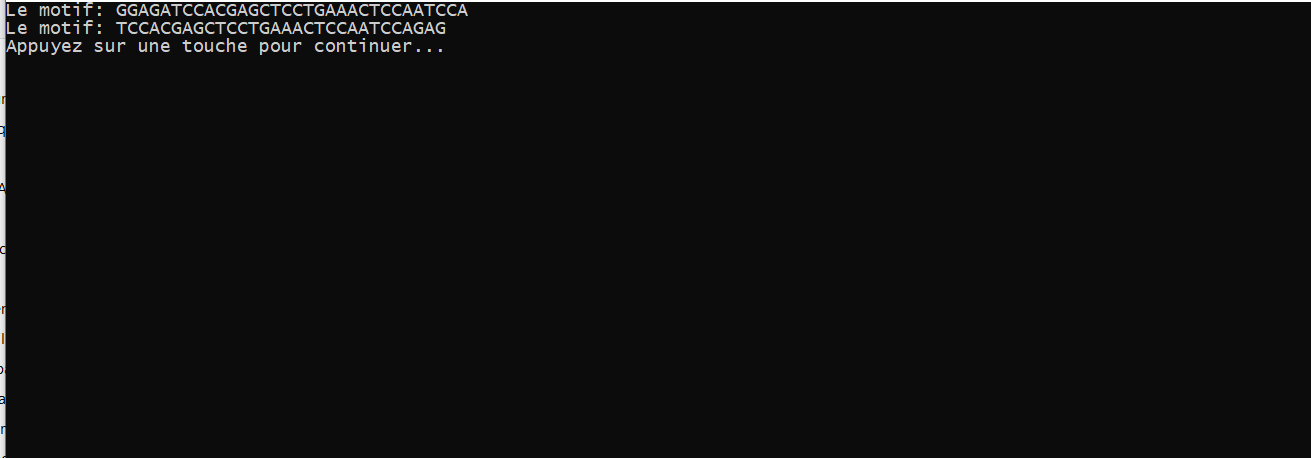 Le motif: GGAGATCCACGAGCTCCTGAAACTCCAATCCA
Le motif: TCCACGAGCTCCTGAAACTCCAATCCAGAG
Appuyez sur une touche pour continuer...